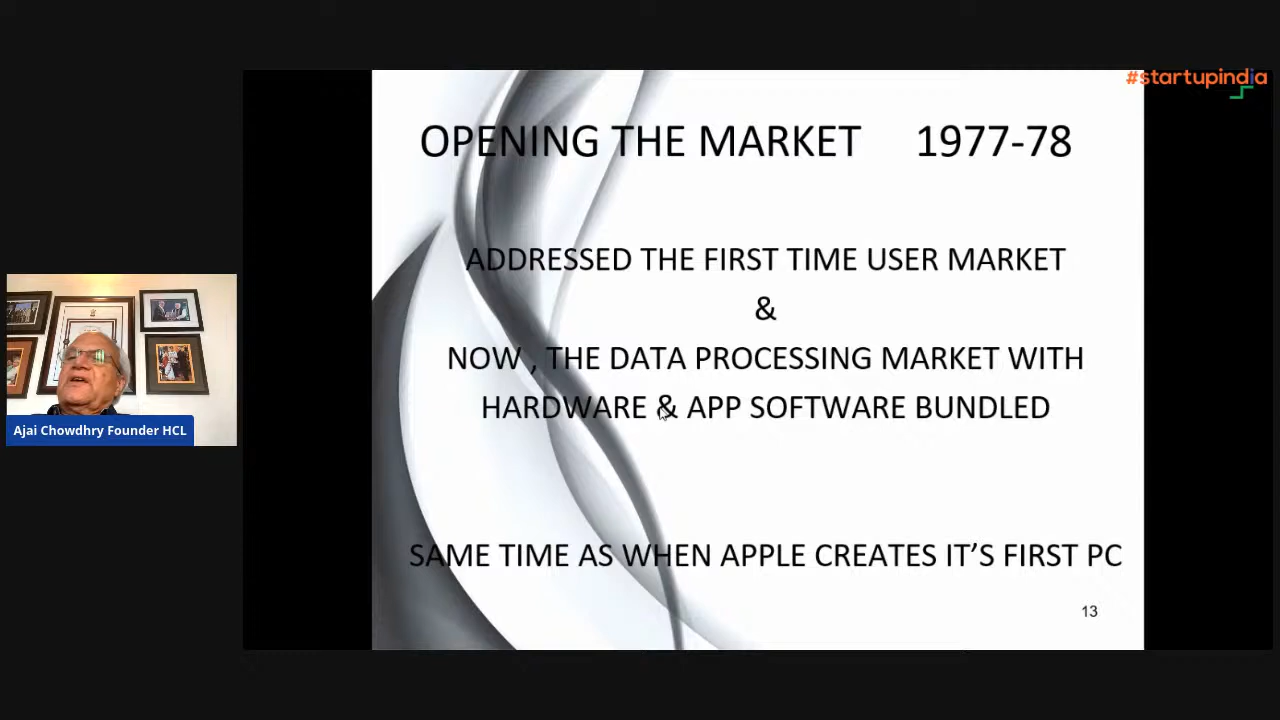 #startupindia
OPENING THE MARKET 1977-78
ADDRESSED THE FIRST TIME USER MARKET
&
NOW , THE DATA PROCESSING MARKET WITH
HARDWARE & APP SOFTWARE BUNDLED
SAME TIME AS WHEN APPLE CREATES IT’S FIRST PC
13
Ajai Chowdhry Founder HCL